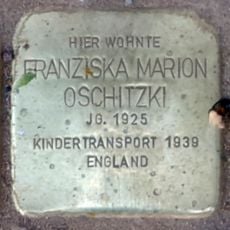 HIER WOHNTE
FRANZISKA MARION
OSCHITZKI
JG. 1925
KINDERTRANSPORT 1939
ENGLAND